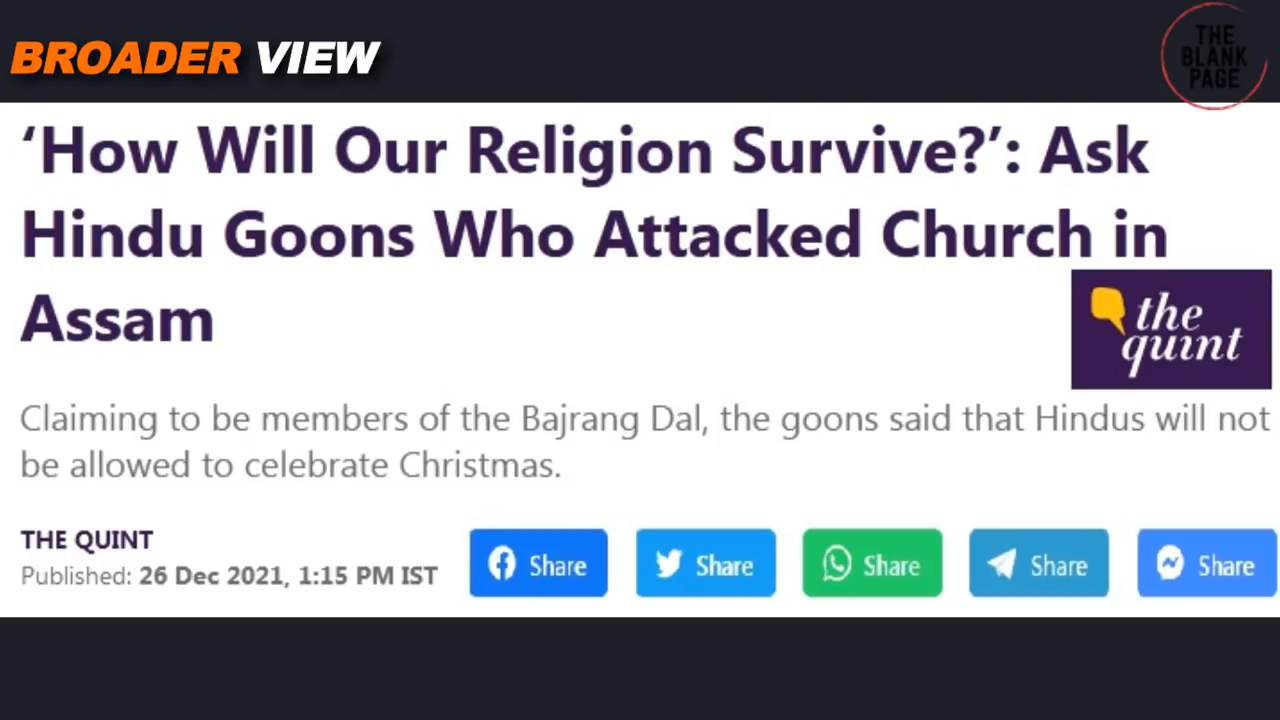 BROADER VIEW
THE
BLANK
PAGE
‘How Will Our Religion Survive?’: Ask
Hindu Goons Who Attacked Church in
Assam
the
quint
Claiming to be members of the Bajrang Dal, the goons said that Hindus will not
be allowed to celebrate Christmas.
THE QUINT
Published: 26 Dec 2021, 1:15 PM IST
Share
Share
Share
Share
Share